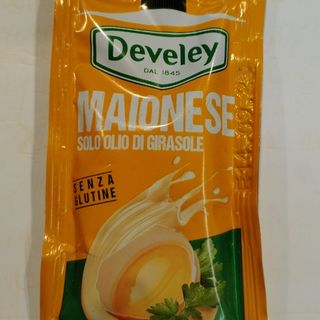 Develey
DAL 1845
MAIONESE
SOLO OLIO DI GIRASOLE
SENZA
GLUTINE